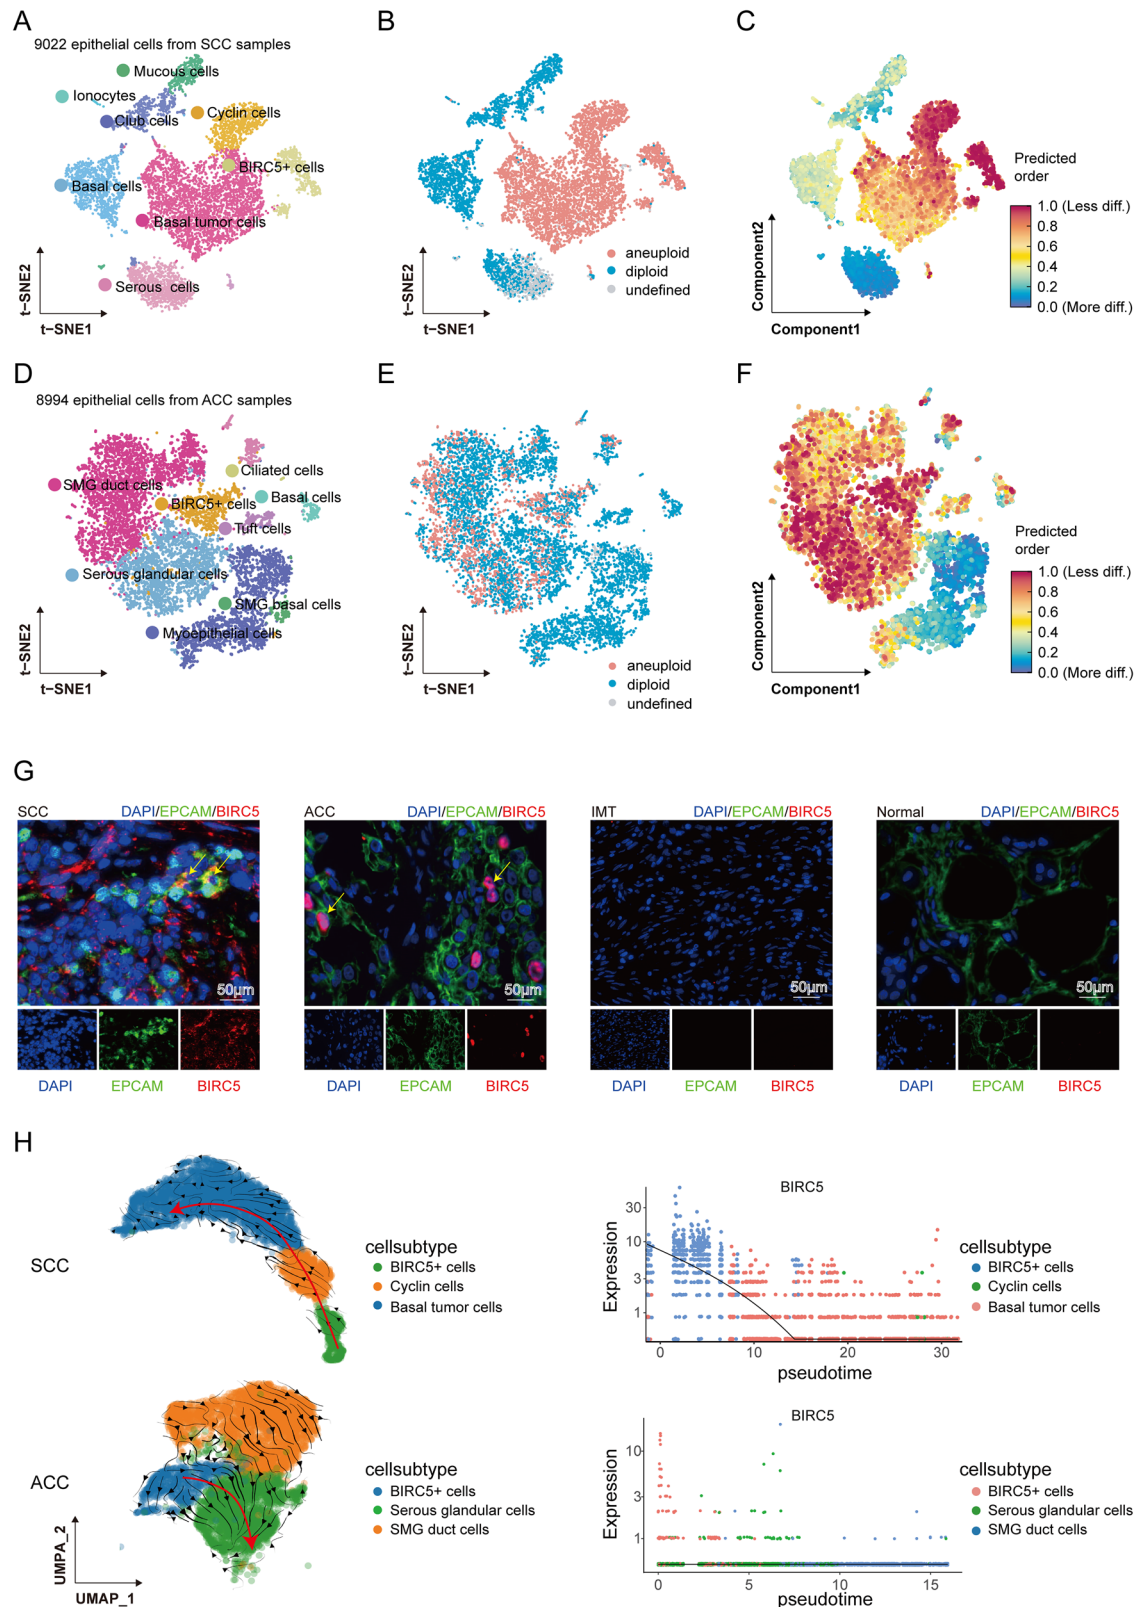 A
9022 epithelial cells from SCC samples
Mucous cells
Ionocytes
Club cells
Cyclin cells
BIRC5+ cells
Basal cells
Basal tumor cells
Serous cells
t−SNE2
t−SNE1
B
aneuploid
diploid
undefined
t−SNE2
t−SNE1
C
Predicted
order
1.0 (Less diff.)
0.8
0.6
0.4
0.2
0.0 (More diff.)
Component2
Component1
D
8994 epithelial cells from ACC samples
Ciliated cells
SMG duct cells
BIRC5+ cells
Basal cells
Tuft cells
Serous glandular cells
SMG basal cells
Myoepithelial cells
t−SNE2
t−SNE1
E
t−SNE2
t−SNE1
aneuploid
diploid
undefined
F
Predicted
order
1.0 (Less diff.)
0.8
0.6
0.4
0.2
0.0 (More diff.)
Component2
Component1
G
SCC DAPI/EPCAM/BIRC5
50μm
DAPI EPCAM BIRC5
ACC DAPI/EPCAM/BIRC5
50μm
DAPI EPCAM BIRC5
IMT DAPI/EPCAM/BIRC5
50μm
DAPI EPCAM BIRC5
Normal DAPI/EPCAM/BIRC5
50μm
DAPI EPCAM BIRC5
H
SCC
cellsubtype
BIRC5+ cells
Cyclin cells
Basal tumor cells
BIRC5
Expression
30
10
3
1
0 10 20 30
pseudotime
cellsubtype
BIRC5+ cells
Cyclin cells
Basal tumor cells
ACC
cellsubtype
BIRC5+ cells
Serous glandular cells
SMG duct cells
UMPA_2
UMAP_1
BIRC5
Expression
10
3
1
0 5 10 15
pseudotime
cellsubtype
BIRC5+ cells
Serous glandular cells
SMG duct cells